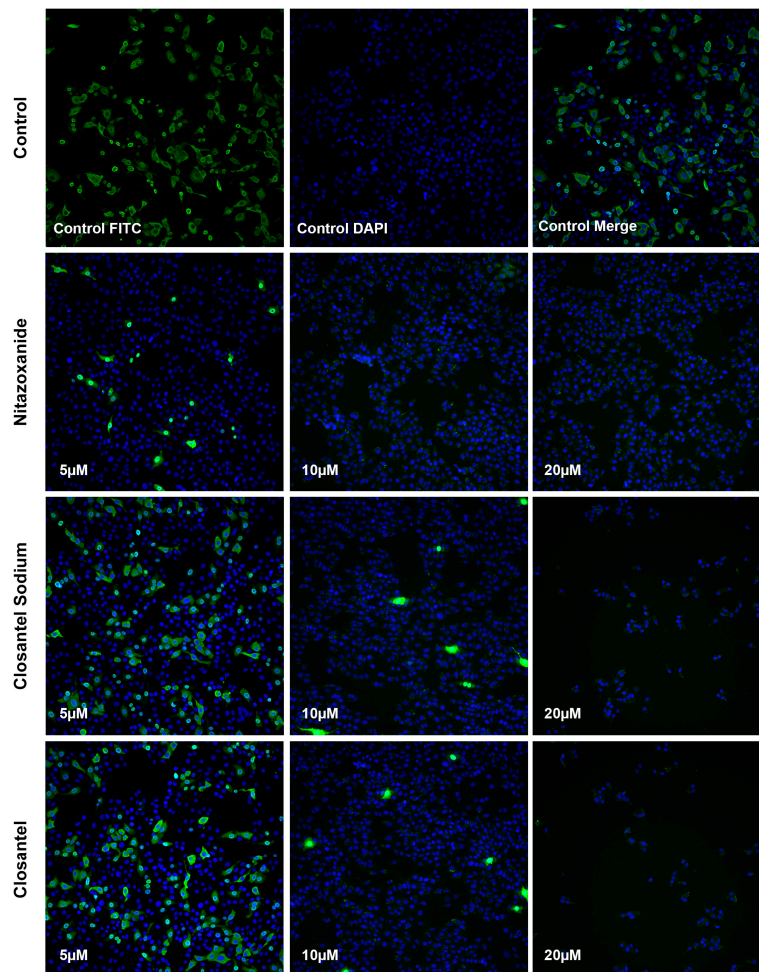 Control
Control FITC
Control DAPI
Control Merge
Nitazoxanide
5µM
10µM
20µM
Closantel Sodium
5µM
10µM
20µM
Closantel
5µM
10µM
20µM